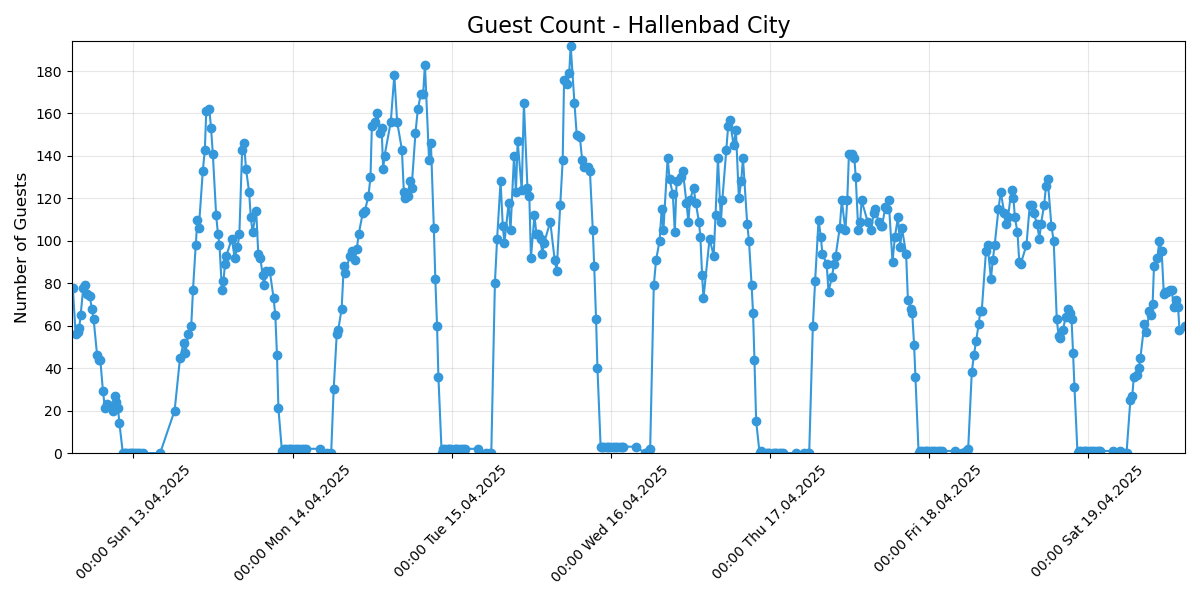 Guest Count - Hallenbad City
Number of Guests
180
160
140
120
100
80
60
40
20
0
00:00 Sun 13.04.2025
00:00 Mon 14.04.2025
00:00 Tue 15.04.2025
00:00 Wed 16.04.2025
00:00 Thu 17.04.2025
00:00 Fri 18.04.2025
00:00 Sat 19.04.2025